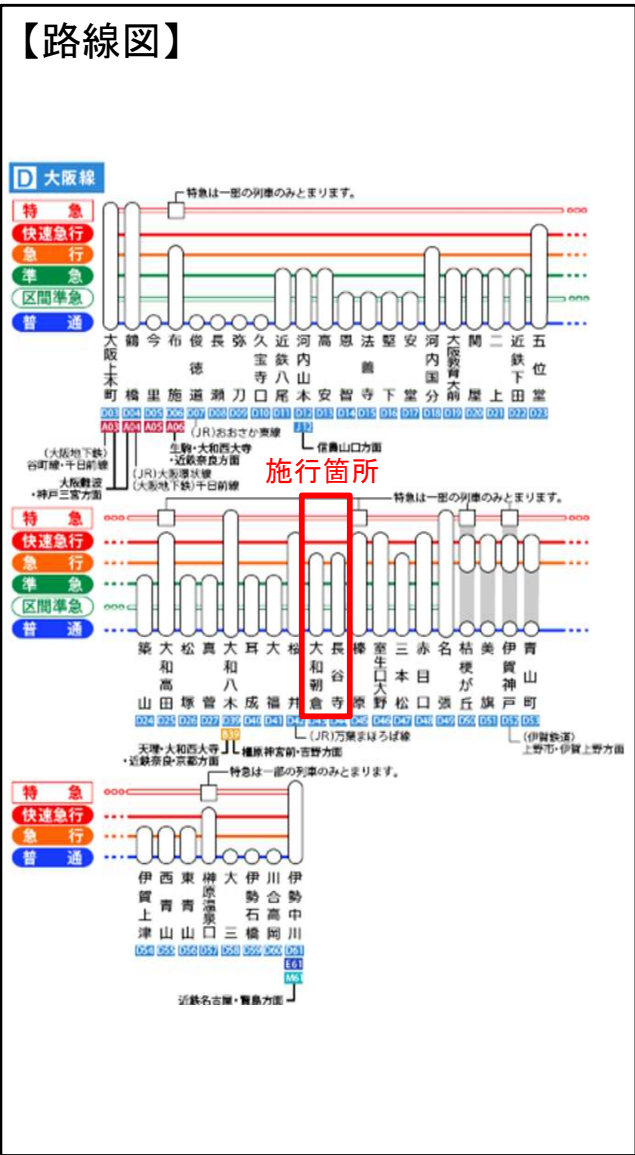 【路線図】
D 大阪線
特急は一部の列車のみとまります。
特急
快速急行
急行
準急
区間準急
普通
大阪上本町
鶴橋
今里
布施
俊徳道
長瀬
弥刀
久宝寺口
近鉄八尾
河内山本
高安
恩智
法善寺
堅下
安堂
河内国分
大阪教育大前
関屋
二上
近鉄下田
五位堂
D03 D04 D05 D06 D07 D08 D09 D10 D11 D12 D13 D14 D15 D16 D17 D18 D19 D20 D21 D22 D23
A03 A04 A05 A06 J12
(JR)おおさか東線
(大阪地下鉄)
谷町線・千日前線
生駒・大和西大寺
・近鉄奈良方面
信貴山口方面
大阪難波
・神戸三宮方面
(JR)大阪環状線
(大阪地下鉄)千日前線
施行箇所
特急は一部の列車のみとまります。
特急
快速急行
急行
準急
区間準急
普通
築山
大和高田
松塚
真菅
大和八木
耳成
大福
桜井
大和朝倉
長谷寺
榛原
室生口大野
三本松
赤目口
名張
桔梗が丘
美旗
伊賀神戸
青山町
D24 D25 D26 D27 D39 D40 D41 D42 D43 D44 D45 D46 D47 D48 D49 D50 D51 D52 D53
B39
(JR)万葉まほろば線
(伊賀鉄道)
上野市・伊賀上野方面
天理・大和西大寺
・近鉄奈良・京都方面
橿原神宮前・吉野方面
特急は一部の列車のみとまります。
特急
快速急行
急行
普通
伊賀上津
西青山
東青山
榊原温泉口
大三
伊勢石橋
川合高岡
伊勢中川
D54 D55 D56 D57 D58 D59 D60 D61
E61
M61
近鉄名古屋・賢島方面